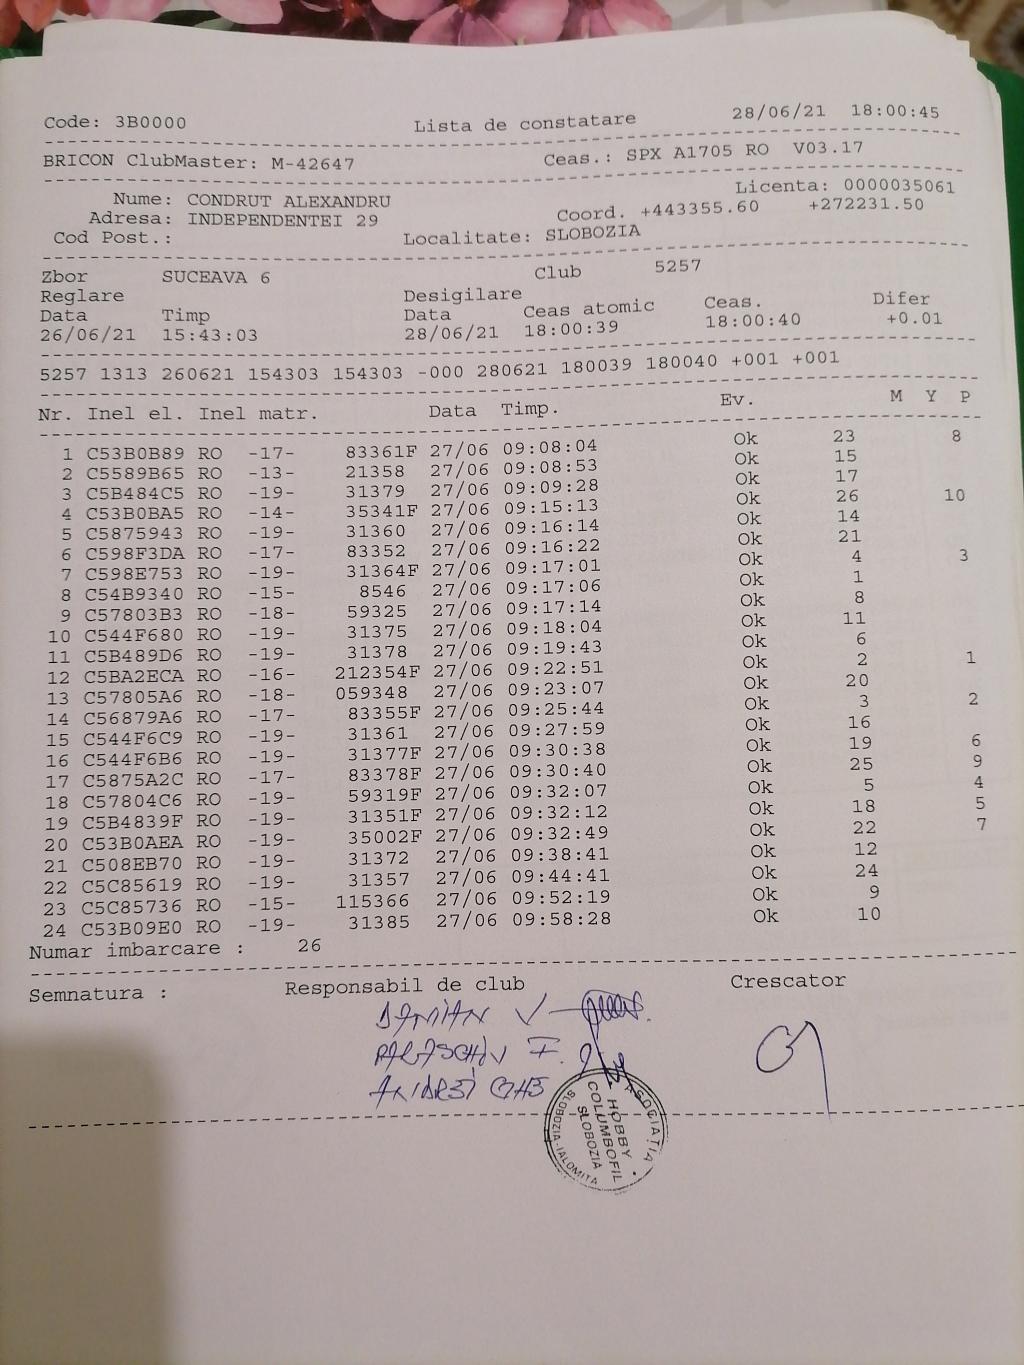 Code: 3B0000 Lista de constatare 28/06/21 18:00:45
BRICON ClubMaster: M-42647 Ceas.: SPX A1705 RO V03.17
Nume: CONDRUT ALEXANDRU Licenta: 0000035061
Adresa: INDEPENDENTEI 29 Coord. +443355.60 +272231.50
Cod Post.: Localitate: SLOBOZIA
Zbor SUCEAVA 6 Club 5257
Reglare Desigilare
Data Timp Data Ceas atomic Ceas. Difer
26/06/21 15:43:03 28/06/21 18:00:39 18:00:40 +0.01
5257 1313 260621 154303 154303 -000 280621 180039 180040 +001 +001
Nr. Inel el. Inel matr. Data Timp. Ev. M Y P
1 C53B0B89 RO -17- 83361F 27/06 09:08:04 Ok 23 8
2 C5589B65 RO -13- 21358 27/06 09:08:53 Ok 15
3 C5B484C5 RO -19- 31379 27/06 09:09:28 Ok 17
4 C53B0BA5 RO -14- 35341F 27/06 09:15:13 Ok 26 10
5 C5875943 RO -19- 31360 27/06 09:16:14 Ok 14
6 C598F3DA RO -17- 83352 27/06 09:16:22 Ok 21
7 C598E753 RO -19- 31364F 27/06 09:17:01 Ok 4 3
8 C54B9340 RO -15- 8546 27/06 09:17:06 Ok 1
9 C57803B3 RO -18- 59325 27/06 09:17:14 Ok 8
10 C544F680 RO -19- 31375 27/06 09:18:04 Ok 11
11 C5B489D6 RO -19- 31378 27/06 09:19:43 Ok 6
12 C5BA2ECA RO -16- 212354F 27/06 09:22:51 Ok 2 1
13 C57805A6 RO -18- 059348 27/06 09:23:07 Ok 20
14 C56879A6 RO -17- 83355F 27/06 09:25:44 Ok 3 2
15 C544F6C9 RO -19- 31361 27/06 09:27:59 Ok 16
16 C544F6B6 RO -19- 31377F 27/06 09:30:38 Ok 19 6
17 C5875A2C RO -17- 83378F 27/06 09:30:40 Ok 25 9
18 C57804C6 RO -19- 59319F 27/06 09:32:07 Ok 5 4
19 C5B4839F RO -19- 31351F 27/06 09:32:12 Ok 18 5
20 C53B0AEA RO -19- 35002F 27/06 09:32:49 Ok 22 7
21 C508EB70 RO -19- 31372 27/06 09:38:41 Ok 12
22 C5C85619 RO -19- 31357 27/06 09:44:41 Ok 24
23 C5C85736 RO -15- 115366 27/06 09:52:19 Ok 9
24 C53B09E0 RO -19- 31385 27/06 09:58:28 Ok 10
Numar imbarcare : 26
Semnatura : Responsabil de club Crescator
DAMIAN V
PARASCHIV I.
ANDREI GHE
ASOCIATIA
HOBBY
COLUMBOFIL
SLOBOZIA
SLOBOZIA-IALOMITA